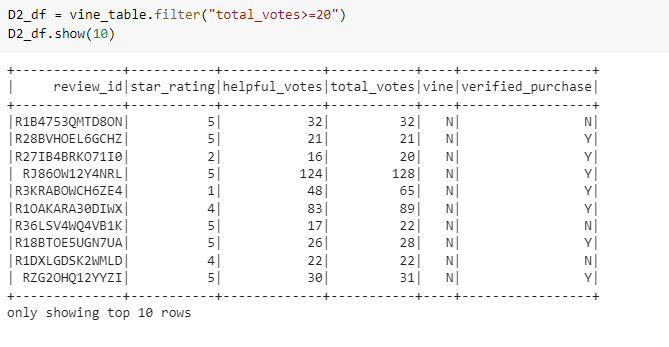 D2_df = vine_table.filter("total_votes>=20")
D2_df.show(10)
+--------------+-----------+-------------+-----------+----+-----------------+
|     review_id|star_rating|helpful_votes|total_votes|vine|verified_purchase|
+--------------+-----------+-------------+-----------+----+-----------------+
|R1B4753QMTD8ON|          5|           32|         32|   N|                N|
|R28BVHOEL6GCHZ|          5|           21|         21|   N|                Y|
|R27IB4BRKO71I0|          2|           16|         20|   N|                Y|
| RJ86OW12Y4NRL|          5|          124|        128|   N|                Y|
|R3KRABOWCH6ZE4|          1|           48|         65|   N|                Y|
|R1OAKARA30DIWX|          4|           83|         89|   N|                Y|
|R36LSV4WQ4VB1K|          5|           17|         22|   N|                N|
|R18BTOE5UGN7UA|          5|           26|         28|   N|                Y|
|R1DXLGDSK2WMLD|          4|           22|         22|   N|                N|
| RZG2OHQ12YYZI|          5|           30|         31|   N|                Y|
+--------------+-----------+-------------+-----------+----+-----------------+
only showing top 10 rows